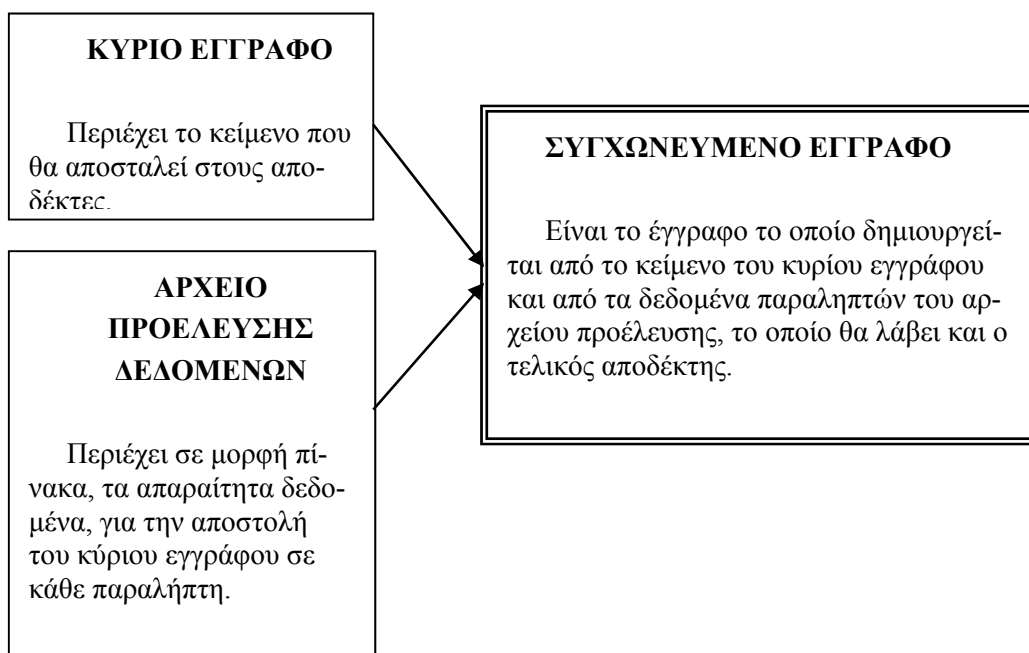 ΚΥΡΙΟ ΕΓΓΡΑΦΟ
Περιέχει το κείμενο που
θα αποσταλεί στους απο-
δέκτες.
ΑΡΧΕΙΟ
ΠΡΟΕΛΕΥΣΗΣ
ΔΕΔΟΜΕΝΩΝ
Περιέχει σε μορφή πί-
νακα, τα απαραίτητα δεδο-
μένα, για την αποστολή
του κύριου εγγράφου σε
κάθε παραλήπτη.
ΣΥΓΧΩΝΕΥΜΕΝΟ ΕΓΓΡΑΦΟ
Είναι το έγγραφο το οποίο δημιουργεί-
ται από το κείμενο του κυρίου εγγράφου
και από τα δεδομένα παραληπτών του αρ-
χείου προέλευσης, το οποίο θα λάβει και ο
τελικός αποδέκτης.